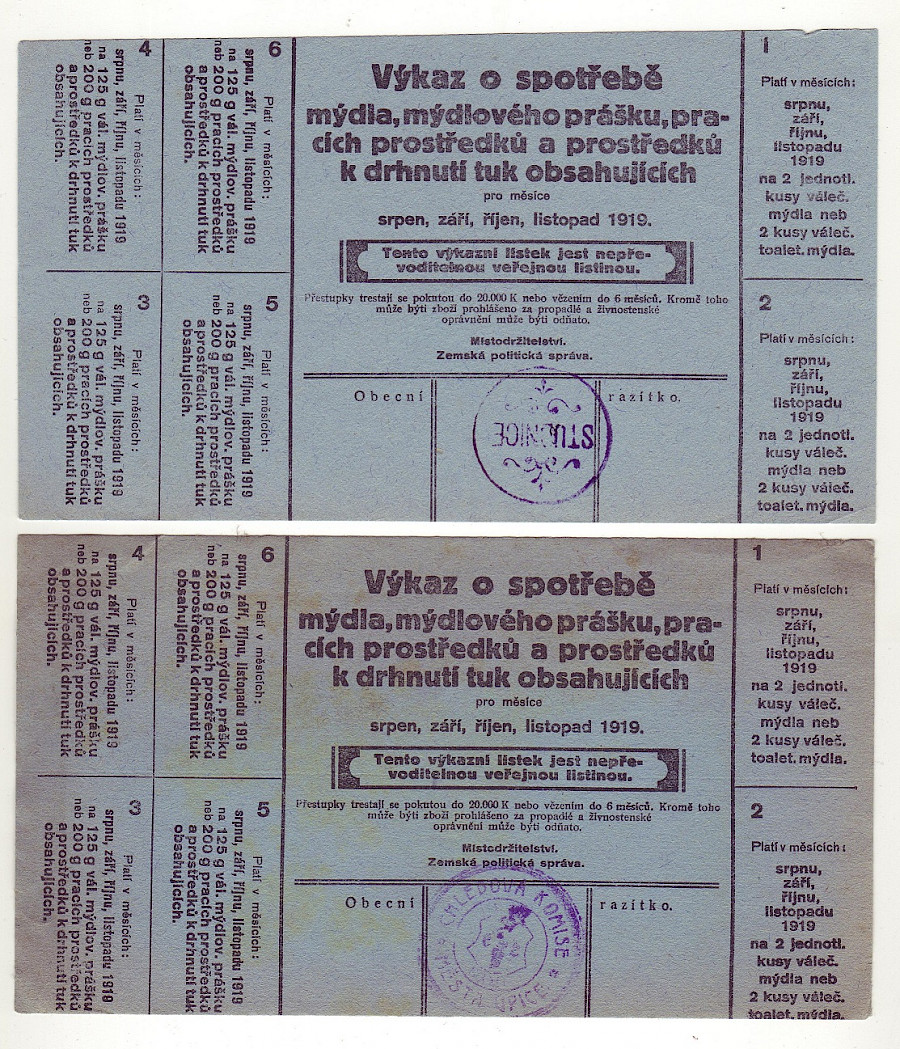 4
Platí v měsících:
srpnu, září, říjnu, listopadu 1919
na 125 g vál. mýdlov. prášku
neb 200 g pracích prostředků
a prostředků k drhnutí tuk
obsahujících.
6
Platí v měsících:
srpnu, září, říjnu, listopadu 1919
na 125 g vál. mýdlov. prášku
neb 200 g pracích prostředků
a prostředků k drhnutí tuk
obsahujících.
3
Platí v měsících:
srpnu, září, říjnu, listopadu 1919
na 125 g vál. mýdlov. prášku
neb 200 g pracích prostředků
a prostředků k drhnutí tuk
obsahujících.
5
Platí v měsících:
srpnu, září, říjnu, listopadu 1919
na 125 g vál. mýdlov. prášku
neb 200 g pracích prostředků
a prostředků k drhnutí tuk
obsahujících.
Výkaz o spotřebě
mýdla, mýdlového prášku, pra-
cích prostředků a prostředků
k drhnutí tuk obsahujících
pro měsíce
srpen, září, říjen, listopad 1919.
Tento výkazní lístek jest nepře-
voditelnou veřejnou listinou.
Přestupky trestají se pokutou do 20.000 K nebo vězením do 6 měsíců. Kromě toho
může býti zboží prohlášeno za propadlé a živnostenské
oprávnění může býti odňato.
Místodržitelství.
Zemská politická správa.
Obecní razítko.
STUDNICE
1
Platí v měsících:
srpnu,
září,
říjnu,
listopadu
1919
na 2 jednotl.
kusy váleč.
mýdla neb
2 kusy váleč.
toalet. mýdla.
2
Platí v měsících:
srpnu,
září,
říjnu,
listopadu
1919
na 2 jednotl.
kusy váleč.
mýdla neb
2 kusy váleč.
toalet. mýdla.
4
Platí v měsících:
srpnu, září, říjnu, listopadu 1919
na 125 g vál. mýdlov. prášku
neb 200 g pracích prostředků
a prostředků k drhnutí tuk
obsahujících.
6
Platí v měsících:
srpnu, září, říjnu, listopadu 1919
na 125 g vál. mýdlov. prášku
neb 200 g pracích prostředků
a prostředků k drhnutí tuk
obsahujících.
3
Platí v měsících:
srpnu, září, říjnu, listopadu 1919
na 125 g vál. mýdlov. prášku
neb 200 g pracích prostředků
a prostředků k drhnutí tuk
obsahujících.
5
Platí v měsících:
srpnu, září, říjnu, listopadu 1919
na 125 g vál. mýdlov. prášku
neb 200 g pracích prostředků
a prostředků k drhnutí tuk
obsahujících.
Výkaz o spotřebě
mýdla, mýdlového prášku, pra-
cích prostředků a prostředků
k drhnutí tuk obsahujících
pro měsíce
srpen, září, říjen, listopad 1919.
Tento výkazní lístek jest nepře-
voditelnou veřejnou listinou.
Přestupky trestají se pokutou do 20.000 K nebo vězením do 6 měsíců. Kromě toho
může býti zboží prohlášeno za propadlé a živnostenské
oprávnění může býti odňato.
Místodržitelství.
Zemská politická správa.
Obecní razítko.
CHLEBOVÁ KOMISE
MĚSTA ÚPICE
1
Platí v měsících:
srpnu,
září,
říjnu,
listopadu
1919
na 2 jednotl.
kusy váleč.
mýdla neb
2 kusy váleč.
toalet. mýdla.
2
Platí v měsících:
srpnu,
září,
říjnu,
listopadu
1919
na 2 jednotl.
kusy váleč.
mýdla neb
2 kusy váleč.
toalet. mýdla.